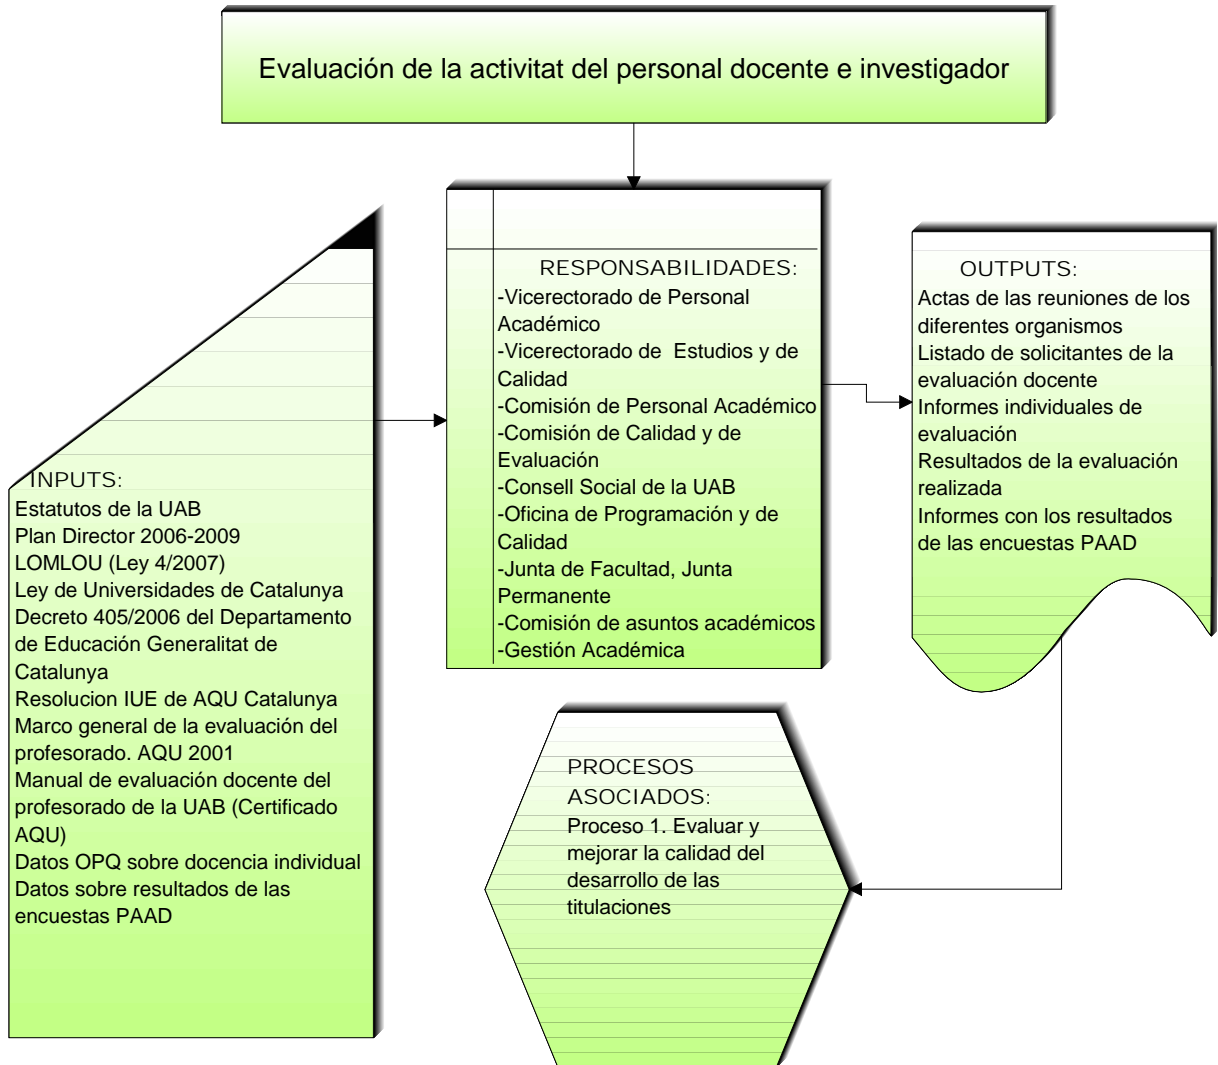 Evaluación de la activitat del personal docente e investigador
INPUTS:
Estatutos de la UAB
Plan Director 2006-2009
LOMLOU (Ley 4/2007)
Ley de Universidades de Catalunya
Decreto 405/2006 del Departamento
de Educación Generalitat de
Catalunya
Resolucion IUE de AQU Catalunya
Marco general de la evaluación del
profesorado. AQU 2001
Manual de evaluación docente del
profesorado de la UAB (Certificado
AQU)
Datos OPQ sobre docencia individual
Datos sobre resultados de las
encuestas PAAD
RESPONSABILIDADES:
-Vicerectorado de Personal
Académico
-Vicerectorado de  Estudios y de
Calidad
-Comisión de Personal Académico
-Comisión de Calidad y de
Evaluación
-Consell Social de la UAB
-Oficina de Programación y de
Calidad
-Junta de Facultad, Junta
Permanente
-Comisión de asuntos académicos
-Gestión Académica
OUTPUTS:
Actas de las reuniones de los
diferentes organismos
Listado de solicitantes de la
evaluación docente
Informes individuales de
evaluación
Resultados de la evaluación
realizada
Informes con los resultados
de las encuestas PAAD
PROCESOS
ASOCIADOS:
Proceso 1. Evaluar y
mejorar la calidad del
desarrollo de las
titulaciones